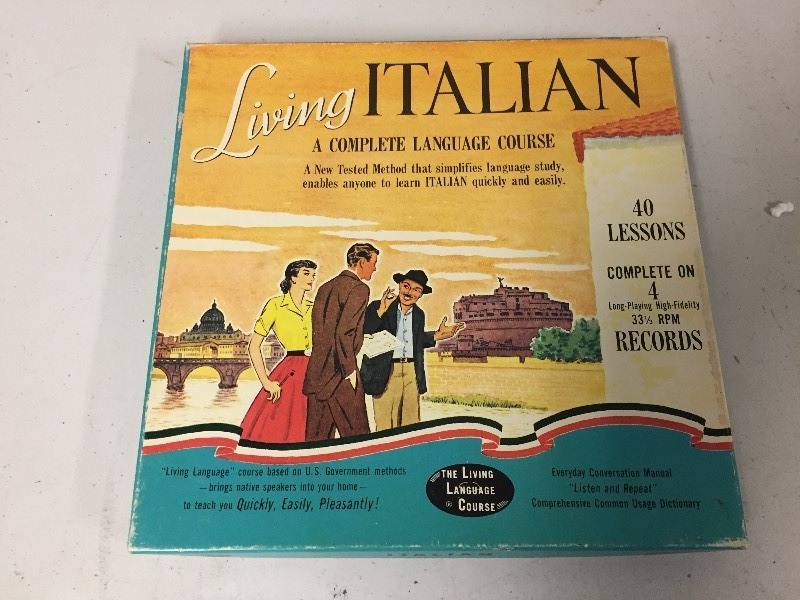 Living ITALIAN
A COMPLETE LANGUAGE COURSE
A New Tested Method that simplifies language study,
enables anyone to learn ITALIAN quickly and easily.
40
LESSONS
COMPLETE ON
4
Long-Playing High-Fidelity
33⅓ RPM
RECORDS
"Living Language" course based on U.S. Government methods
—brings native speakers into your home—
to teach you Quickly, Easily, Pleasantly!
THE LIVING
LANGUAGE
® COURSE
Everyday Conversation Manual
"Listen and Repeat"
Comprehensive Common Usage Dictionary
ITALIAN